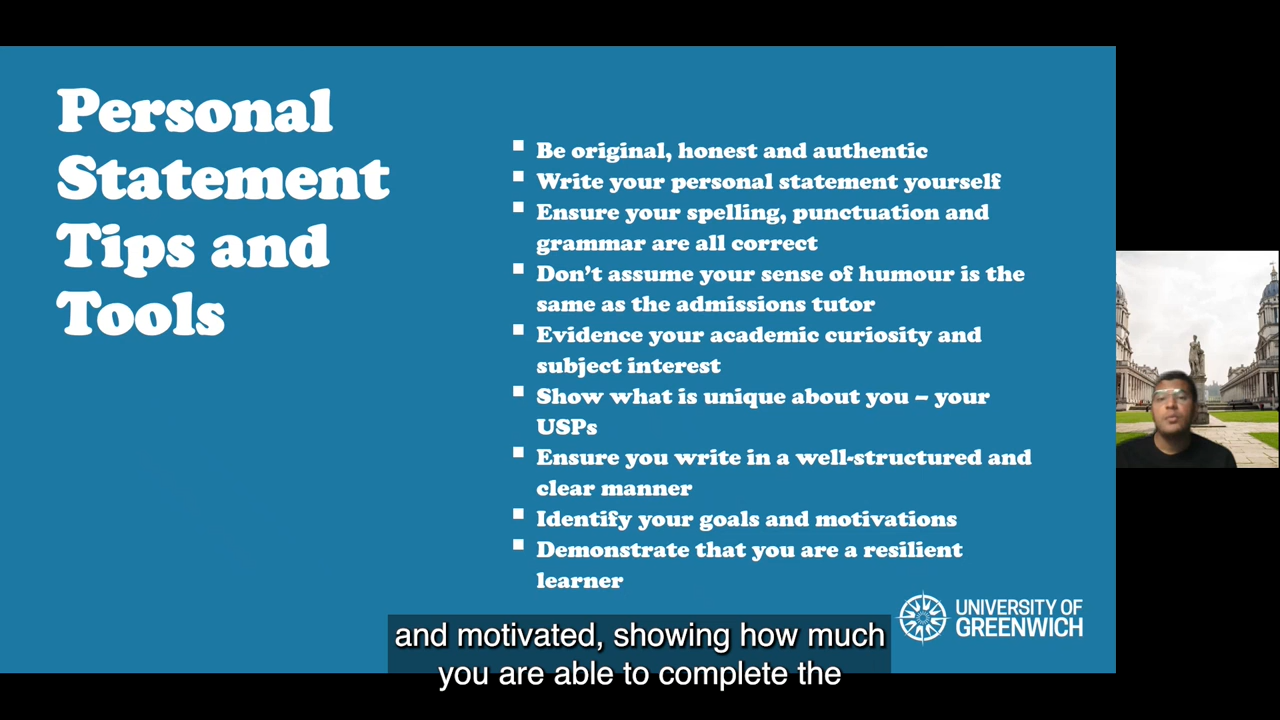 Personal
Statement
Tips and
Tools
Be original, honest and authentic
Write your personal statement yourself
Ensure your spelling, punctuation and
grammar are all correct
Don’t assume your sense of humour is the
same as the admissions tutor
Evidence your academic curiosity and
subject interest
Show what is unique about you – your
USPs
Ensure you write in a well-structured and
clear manner
Identify your goals and motivations
Demonstrate that you are a resilient
learner
UNIVERSITY OF
GREENWICH
and motivated, showing how much
you are able to complete the